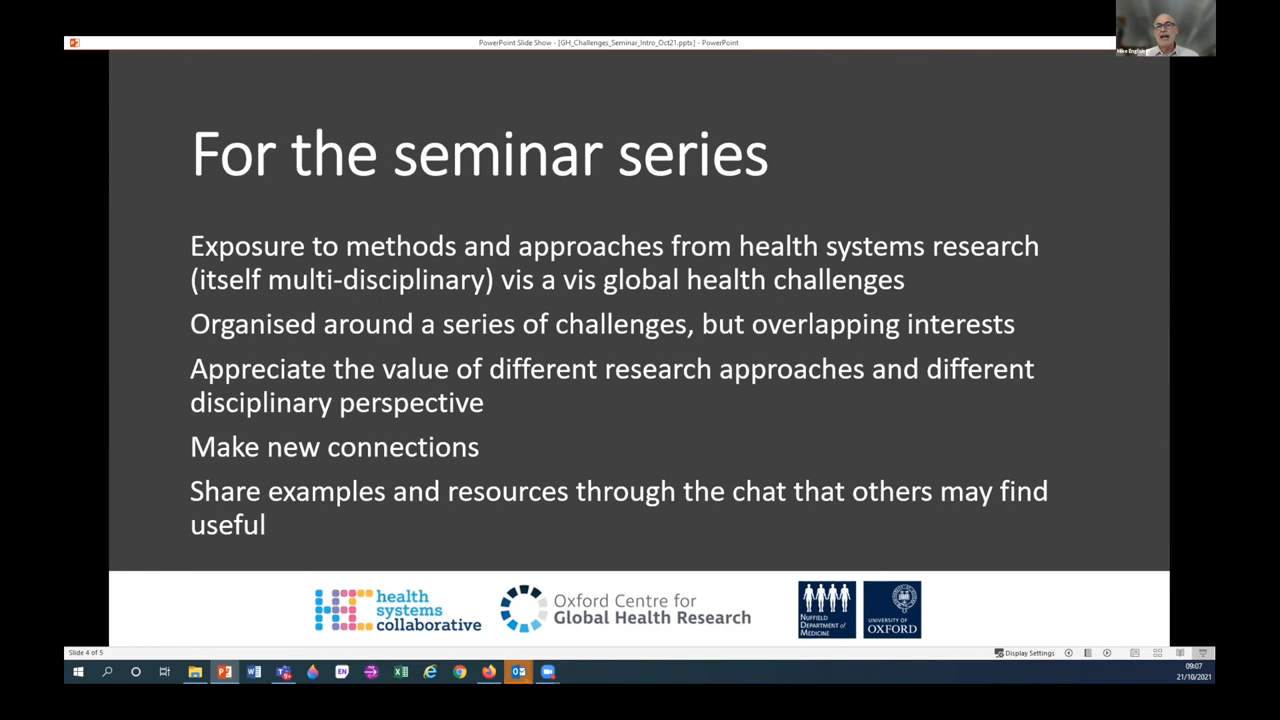 PowerPoint Slide Show - [GH_Challenges_Seminar_Intro_Oct21.pptx] - PowerPoint
Mike English
For the seminar series
Exposure to methods and approaches from health systems research
(itself multi-disciplinary) vis a vis global health challenges
Organised around a series of challenges, but overlapping interests
Appreciate the value of different research approaches and different
disciplinary perspective
Make new connections
Share examples and resources through the chat that others may find
useful
health
systems
collaborative
Oxford Centre for
Global Health Research
NUFFIELD
DEPARTMENT of
MEDICINE
UNIVERSITY OF
OXFORD
Slide 4 of 5
Display Settings
EN
09:07
21/10/2021